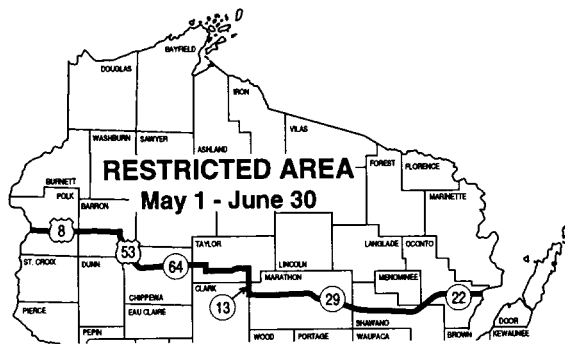 BAYFIELD
DOUGLAS
IRON
VILAS
WASHBURN
SAWYER
ASHLAND
FOREST
FLORENCE
RESTRICTED AREA
May 1 - June 30
BURNETT
POLK
BARRON
MARINETTE
8
53
64
TAYLOR
LINCOLN
LANGLADE
OCONTO
ST. CROIX
DUNN
CHIPPEWA
CLARK
MARATHON
MENOMINEE
13
29
22
PIERCE
PEPIN
EAU CLAIRE
WOOD
PORTAGE
SHAWANO
WAUPACA
BROWN
DOOR
KEWAUNEE